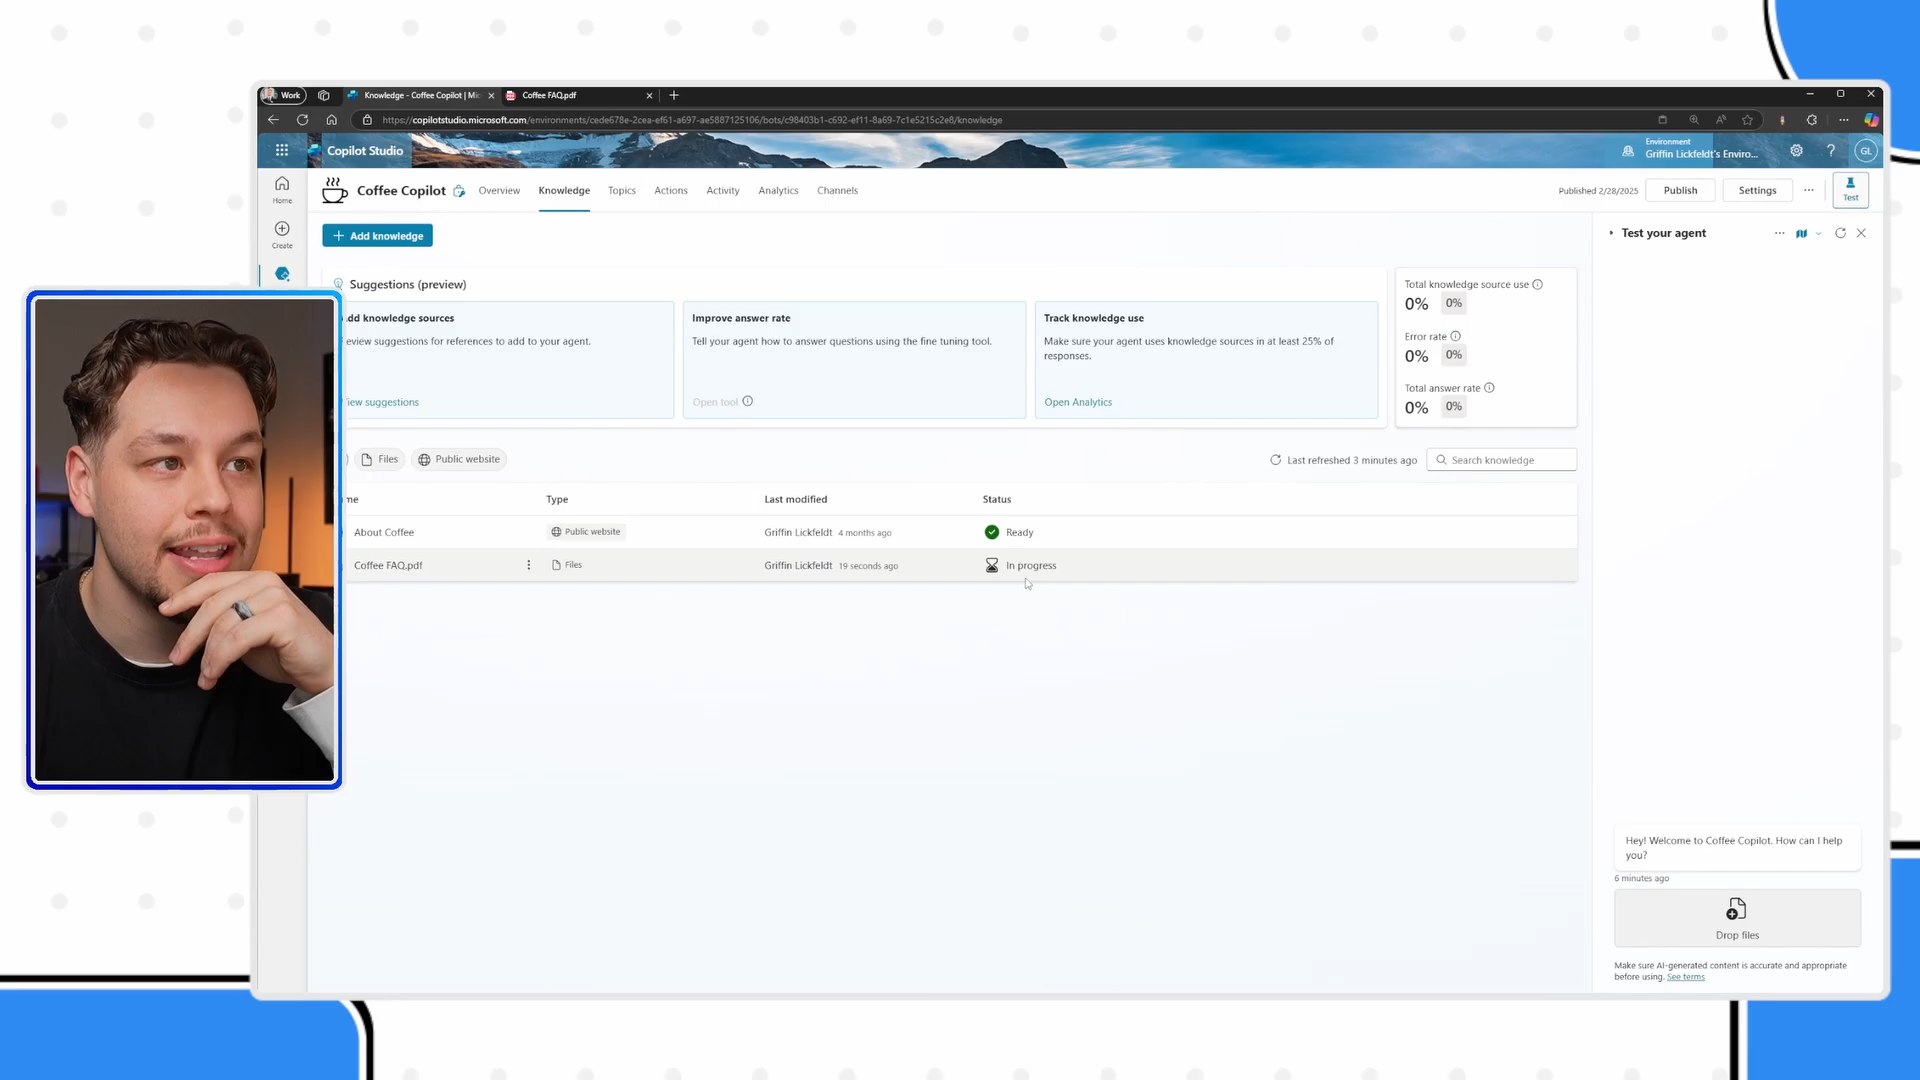 Work
Knowledge - Coffee Copilot | Mic
Coffee FAQ.pdf
https://copilotstudio.microsoft.com/environments/cede678e-2cea-ef61-a697-ae5887125106/bots/c98403b1-c692-ef11-8a69-7c1e5215c2e8/knowledge
Copilot Studio
Environment
Griffin Lickfeldt's Enviro...
GL
Home
Create
Coffee Copilot
Overview
Knowledge
Topics
Actions
Activity
Analytics
Channels
Published 2/28/2025
Publish
Settings
Test
Add knowledge
Suggestions (preview)
dd knowledge sources
eview suggestions for references to add to your agent.
iew suggestions
Improve answer rate
Tell your agent how to answer questions using the fine tuning tool.
Open tool
Track knowledge use
Make sure your agent uses knowledge sources in at least 25% of
responses.
Open Analytics
Total knowledge source use
0% 0%
Error rate
0% 0%
Total answer rate
0% 0%
Files
Public website
Last refreshed 3 minutes ago
Search knowledge
me Type Last modified Status
About Coffee Public website Griffin Lickfeldt 4 months ago Ready
Coffee FAQ.pdf Files Griffin Lickfeldt 19 seconds ago In progress
Test your agent
Hey! Welcome to Coffee Copilot. How can I help
you?
6 minutes ago
Drop files
Make sure AI-generated content is accurate and appropriate
before using. See terms